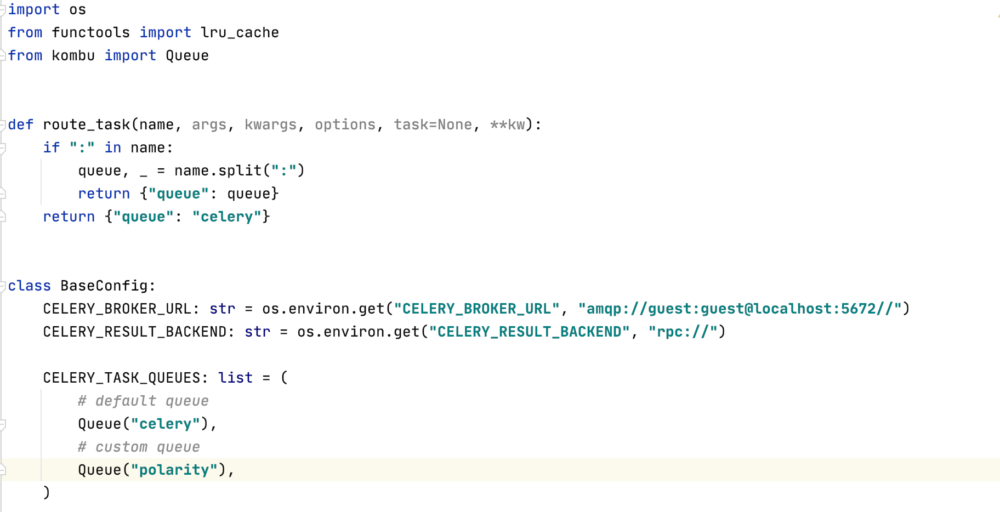 import os
from functools import lru_cache
from kombu import Queue
def route_task(name, args, kwargs, options, task=None, **kw):
    if ":" in name:
        queue, _ = name.split(":")
        return {"queue": queue}
    return {"queue": "celery"}
class BaseConfig:
    CELERY_BROKER_URL: str = os.environ.get("CELERY_BROKER_URL", "amqp://guest:guest@localhost:5672//")
    CELERY_RESULT_BACKEND: str = os.environ.get("CELERY_RESULT_BACKEND", "rpc://")
    CELERY_TASK_QUEUES: list = (
        # default queue
        Queue("celery"),
        # custom queue
        Queue("polarity"),
    )